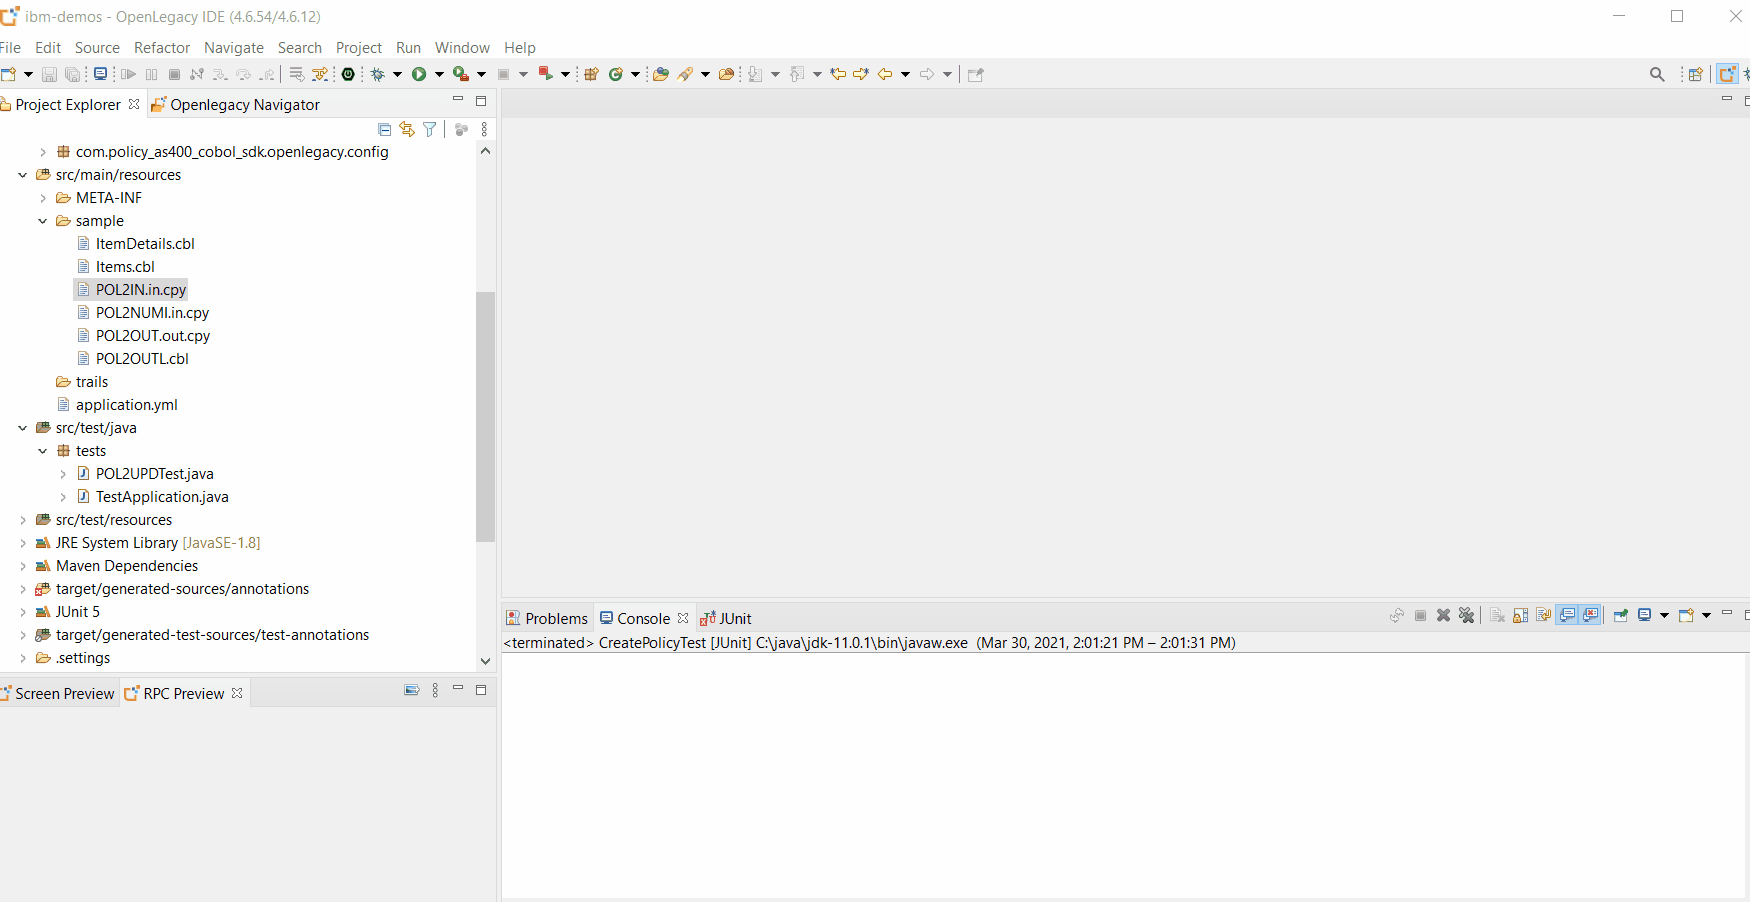 ibm-demos - OpenLegacy IDE (4.6.54/4.6.12)
File Edit Source Refactor Navigate Search Project Run Window Help
Project Explorer Openlegacy Navigator
com.policy_as400_cobol_sdk.openlegacy.config
src/main/resources
META-INF
sample
ItemDetails.cbl
Items.cbl
POL2IN.in.cpy
POL2NUMI.in.cpy
POL2OUT.out.cpy
POL2OUTL.cbl
trails
application.yml
src/test/java
tests
POL2UPDTest.java
TestApplication.java
src/test/resources
JRE System Library [JavaSE-1.8]
Maven Dependencies
target/generated-sources/annotations
JUnit 5
target/generated-test-sources/test-annotations
.settings
Screen Preview RPC Preview
Problems Console JUnit
<terminated> CreatePolicyTest [JUnit] C:\java\jdk-11.0.1\bin\javaw.exe (Mar 30, 2021, 2:01:21 PM – 2:01:31 PM)